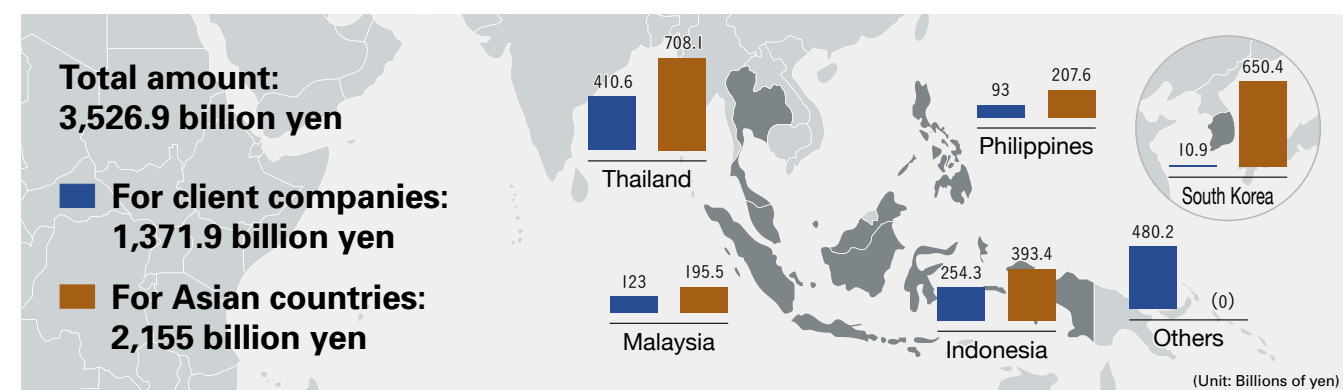 Total amount:
3,526.9 billion yen
For client companies:
1,371.9 billion yen
For Asian countries:
2,155 billion yen
410.6
708.1
Thailand
93
207.6
Philippines
10.9
650.4
South Korea
123
195.5
Malaysia
254.3
393.4
Indonesia
480.2
(0)
Others
(Unit: Billions of yen)